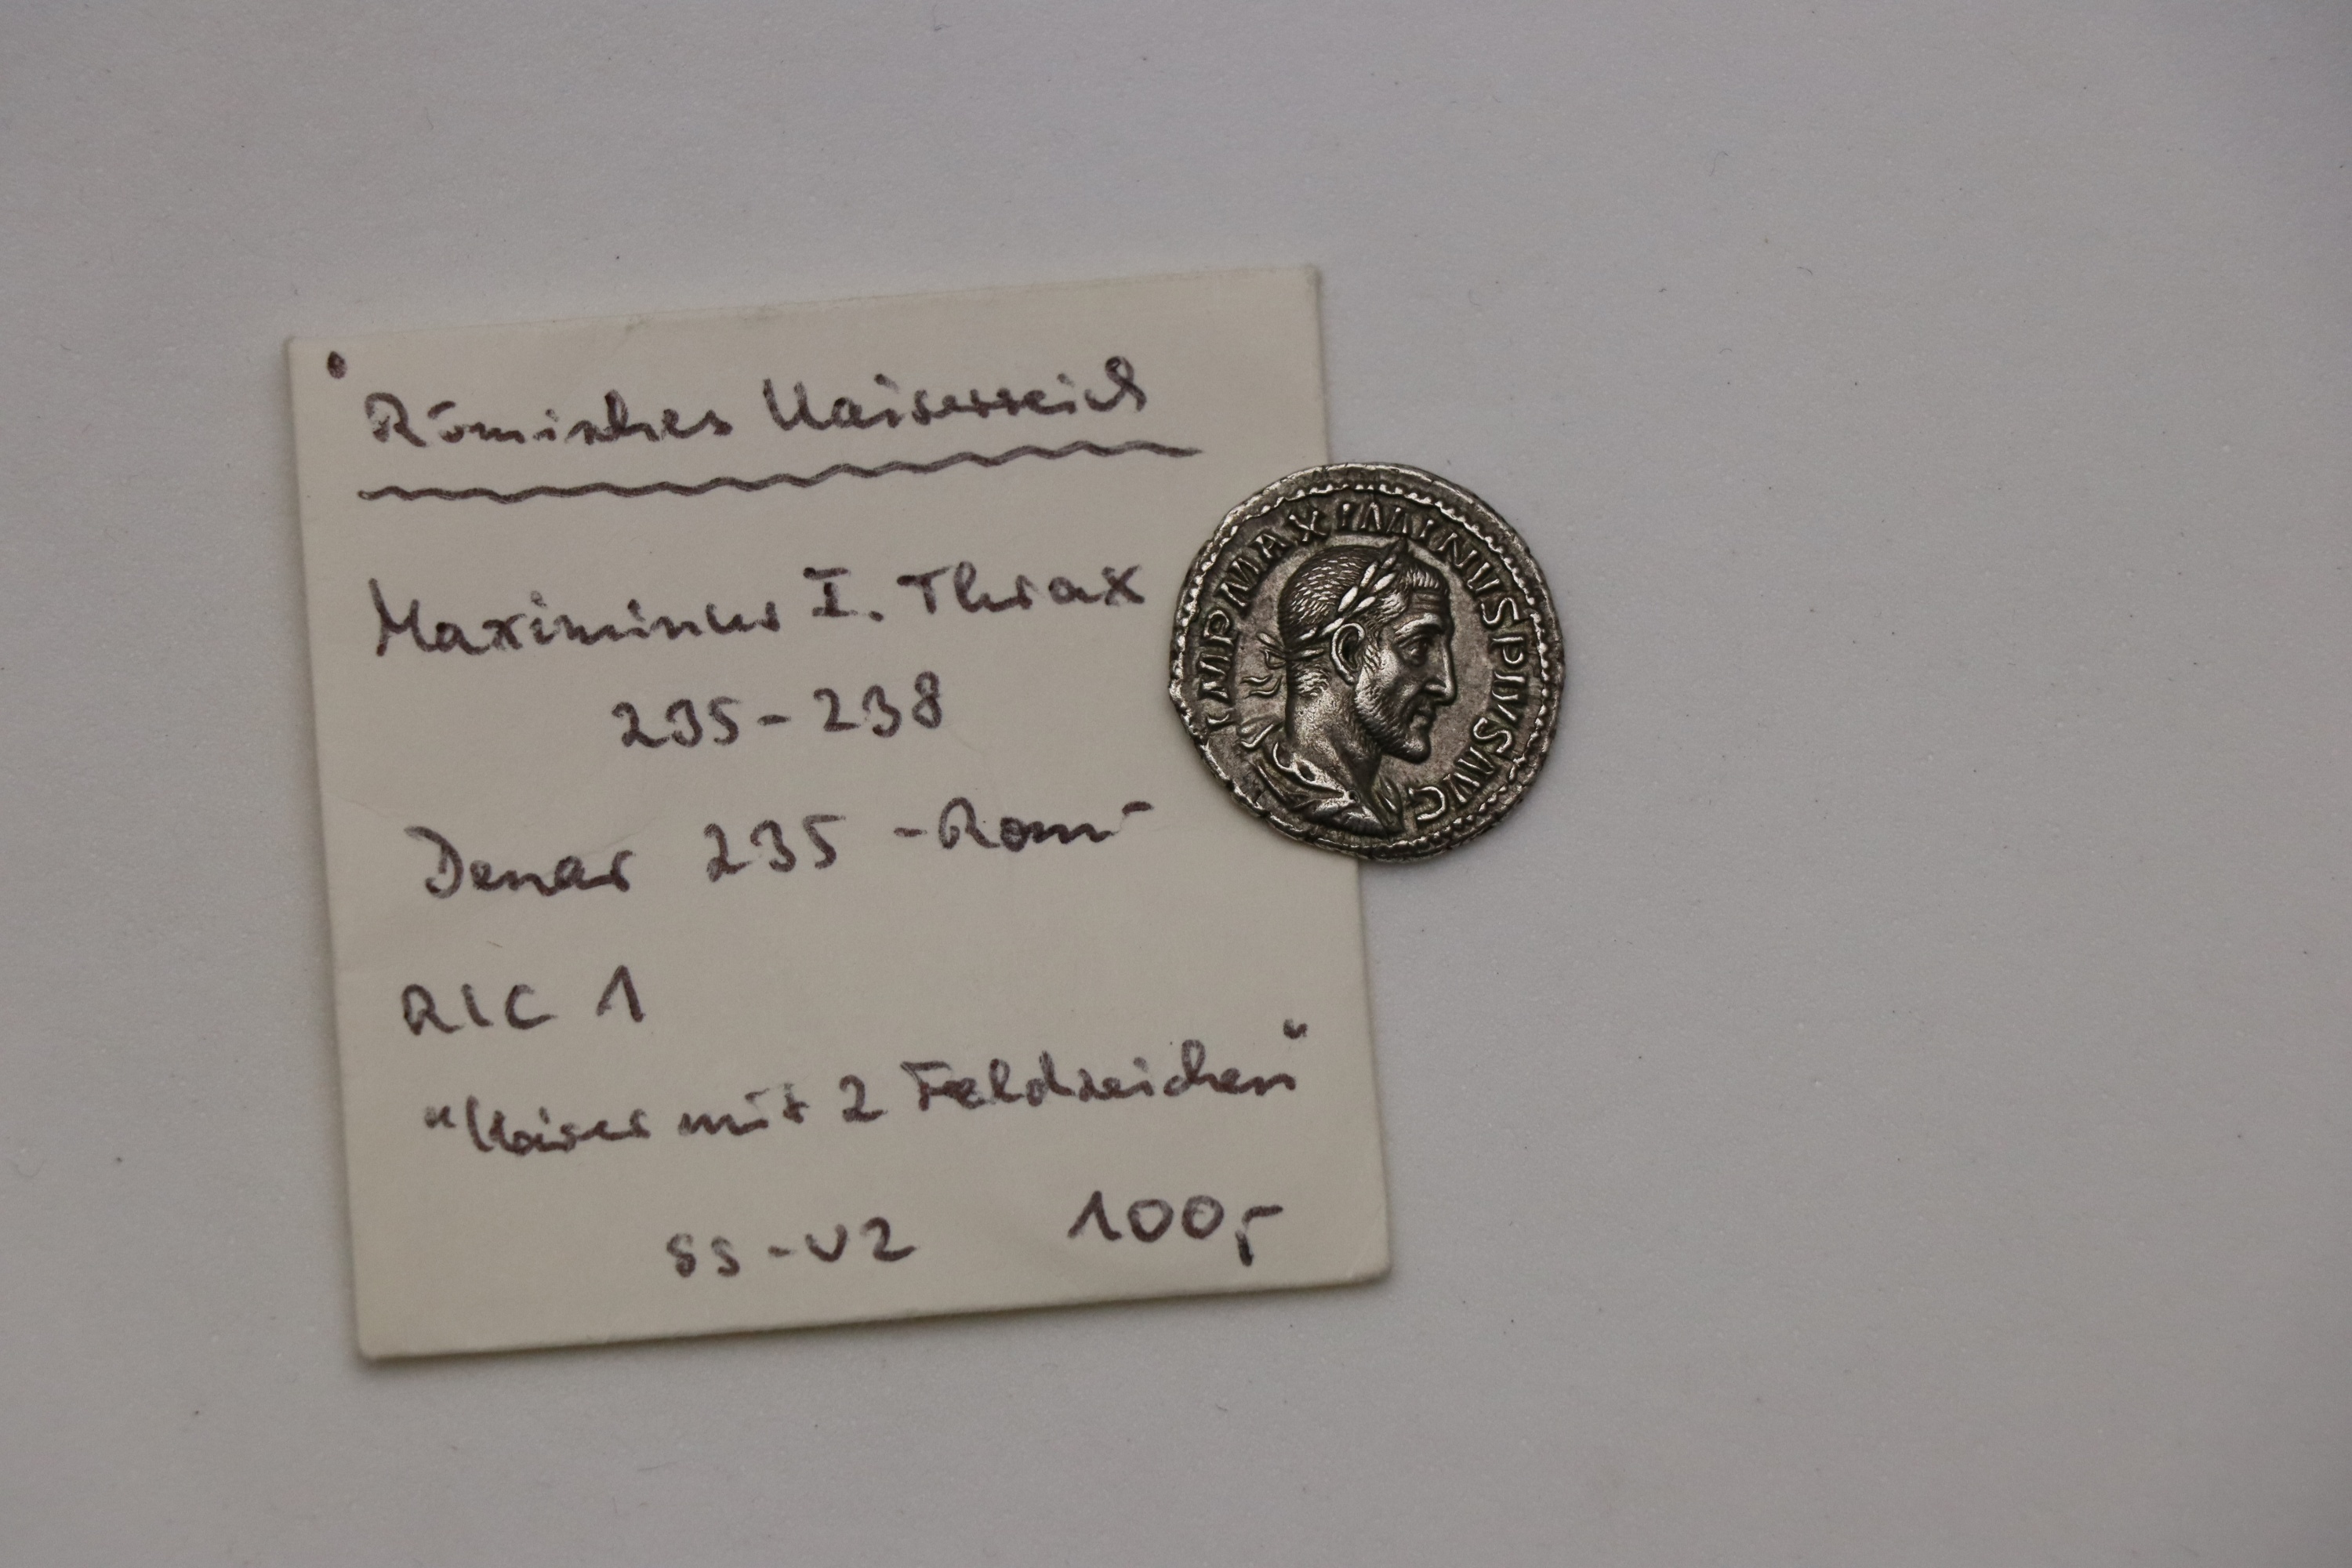 Römisches Kaiserreich
Maximinus I. Thrax
235-238
Denar 235 -Rom-
RIC 1
"Kaiser mit 2 Feldzeichen"
ss-vz 100,-
IMP MAXIMINVS PIVS AVG